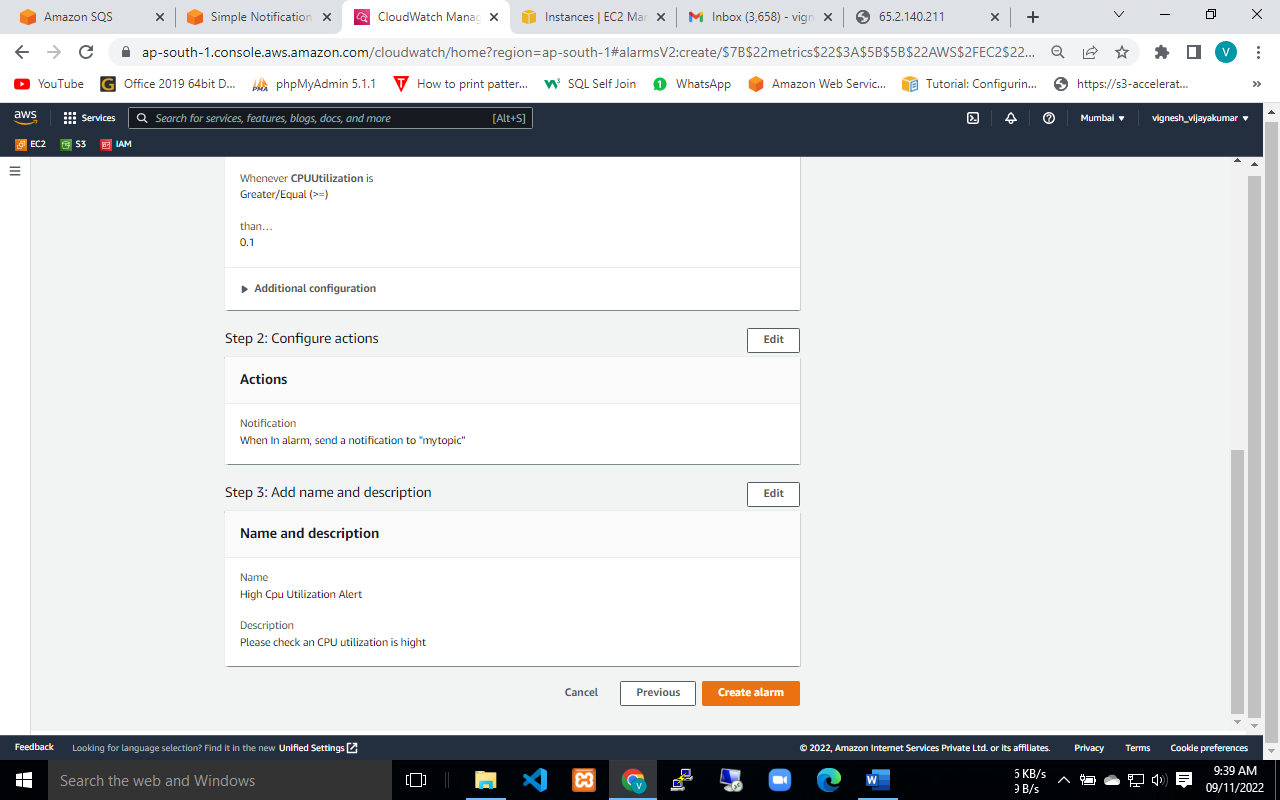 Amazon SQS
Simple Notification
CloudWatch Manag
Instances | EC2 Mar
Inbox (3,658) - vign
65.2.140.211
ap-south-1.console.aws.amazon.com/cloudwatch/home?region=ap-south-1#alarmsV2:create/$7B$22metrics$22$3A$5B$5B$22AWS$2FEC2$22...
V
YouTube
Office 2019 64bit D...
phpMyAdmin 5.1.1
How to print patter...
SQL Self Join
WhatsApp
Amazon Web Servic...
Tutorial: Configurin...
https://s3-accelerat...
»
aws
Services
Search for services, features, blogs, docs, and more
[Alt+S]
Mumbai
vignesh_vijayakumar
EC2
S3
IAM
Whenever CPUUtilization is
Greater/Equal (>=)
than...
0.1
Additional configuration
Step 2: Configure actions
Edit
Actions
Notification
When In alarm, send a notification to "mytopic"
Step 3: Add name and description
Edit
Name and description
Name
High Cpu Utilization Alert
Description
Please check an CPU utilization is hight
Cancel
Previous
Create alarm
Feedback
Looking for language selection? Find it in the new Unified Settings
© 2022, Amazon Internet Services Private Ltd. or its affiliates.
Privacy
Terms
Cookie preferences
Search the web and Windows
KB/s
B/s
9:39 AM
09/11/2022